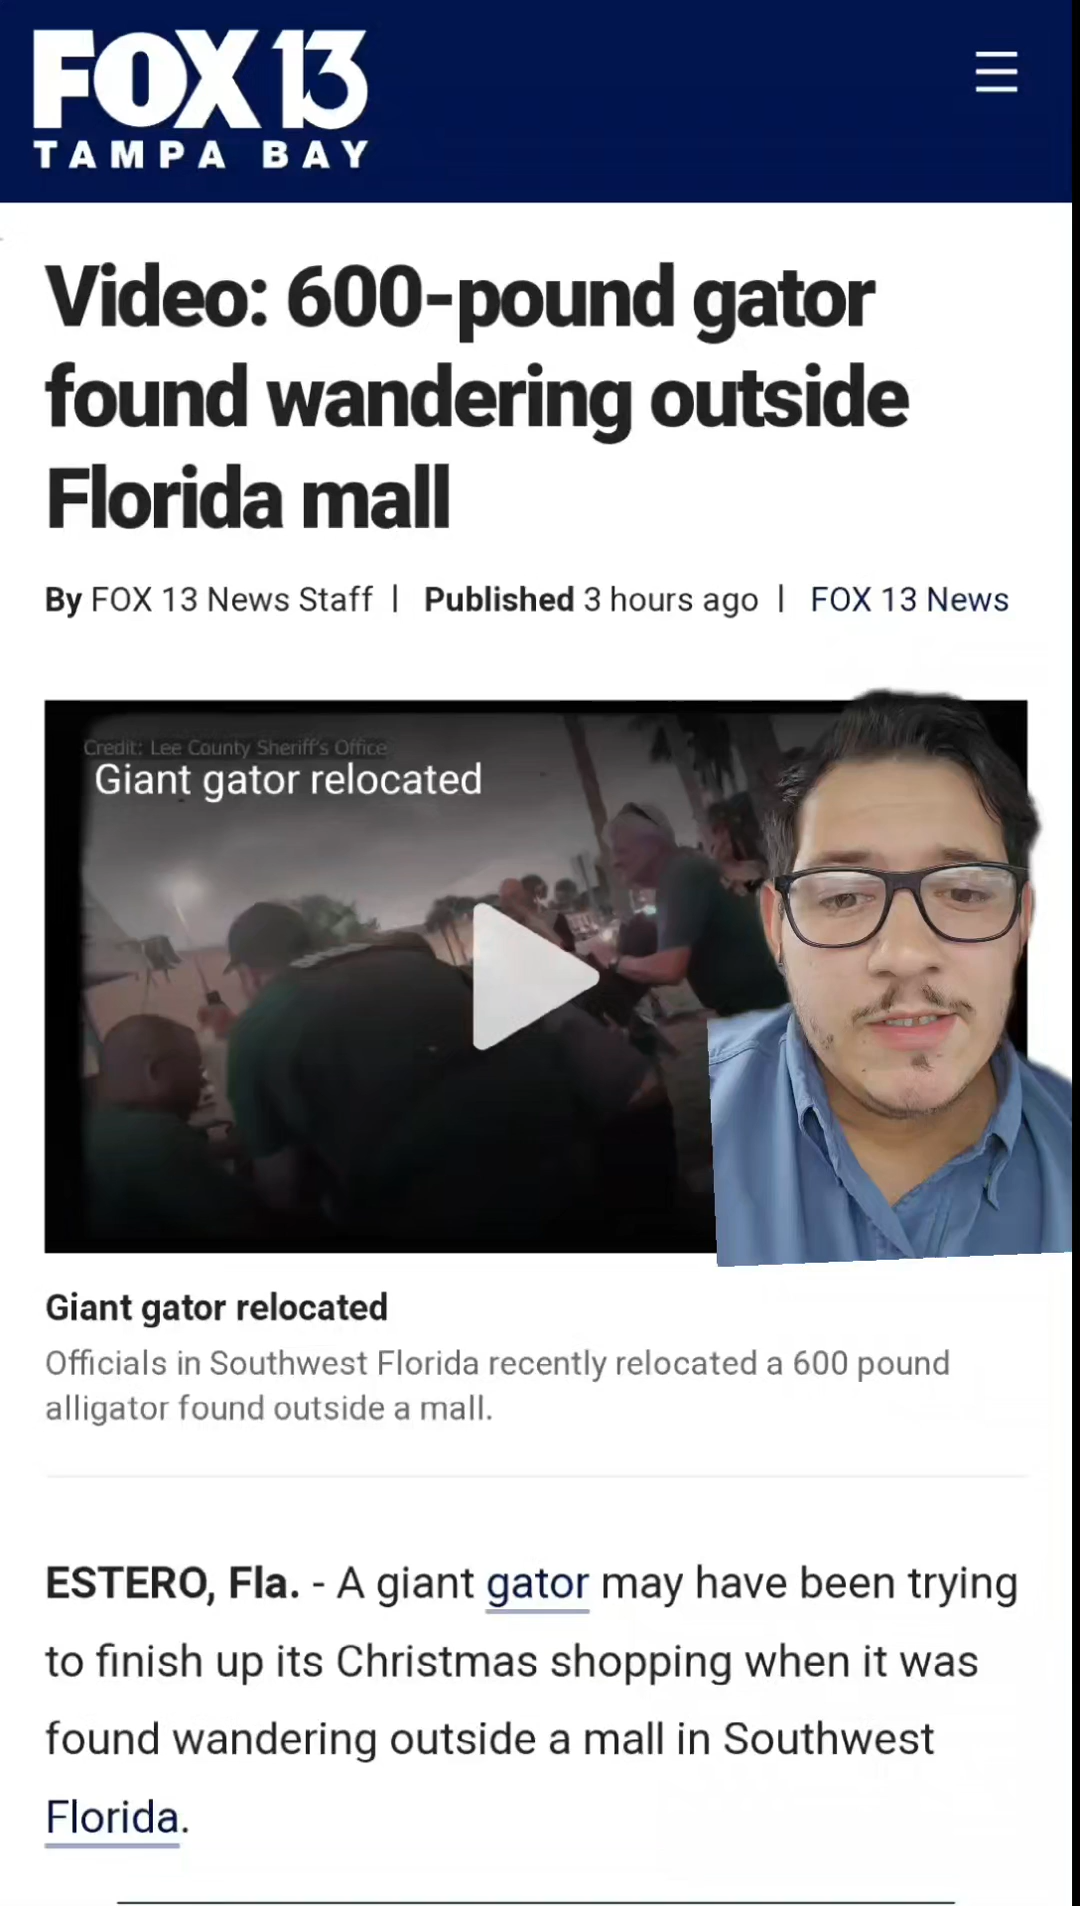 FOX 13
TAMPA BAY
Video: 600-pound gator
found wandering outside
Florida mall
By FOX 13 News Staff | Published 3 hours ago | FOX 13 News
Credit: Lee County Sheriff's Office
Giant gator relocated
Giant gator relocated
Officials in Southwest Florida recently relocated a 600 pound
alligator found outside a mall.
ESTERO, Fla. - A giant gator may have been trying
to finish up its Christmas shopping when it was
found wandering outside a mall in Southwest
Florida.